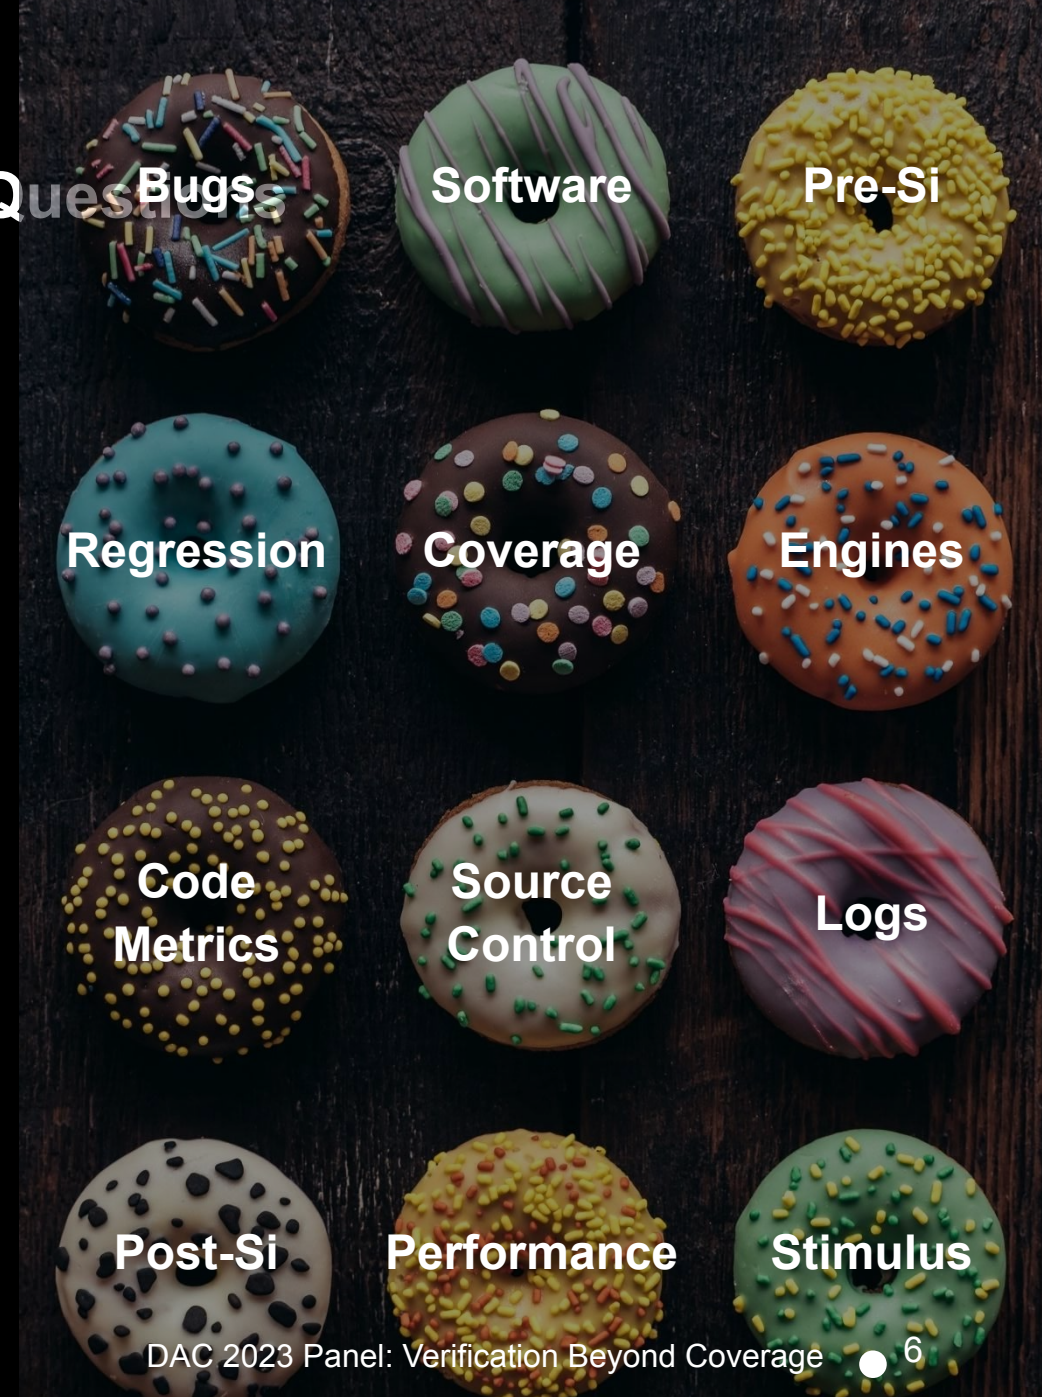 Questions
Bugs
Software
Pre-Si
Regression
Coverage
Engines
Code
Metrics
Source
Control
Logs
Post-Si
Performance
Stimulus
DAC 2023 Panel: Verification Beyond Coverage
6